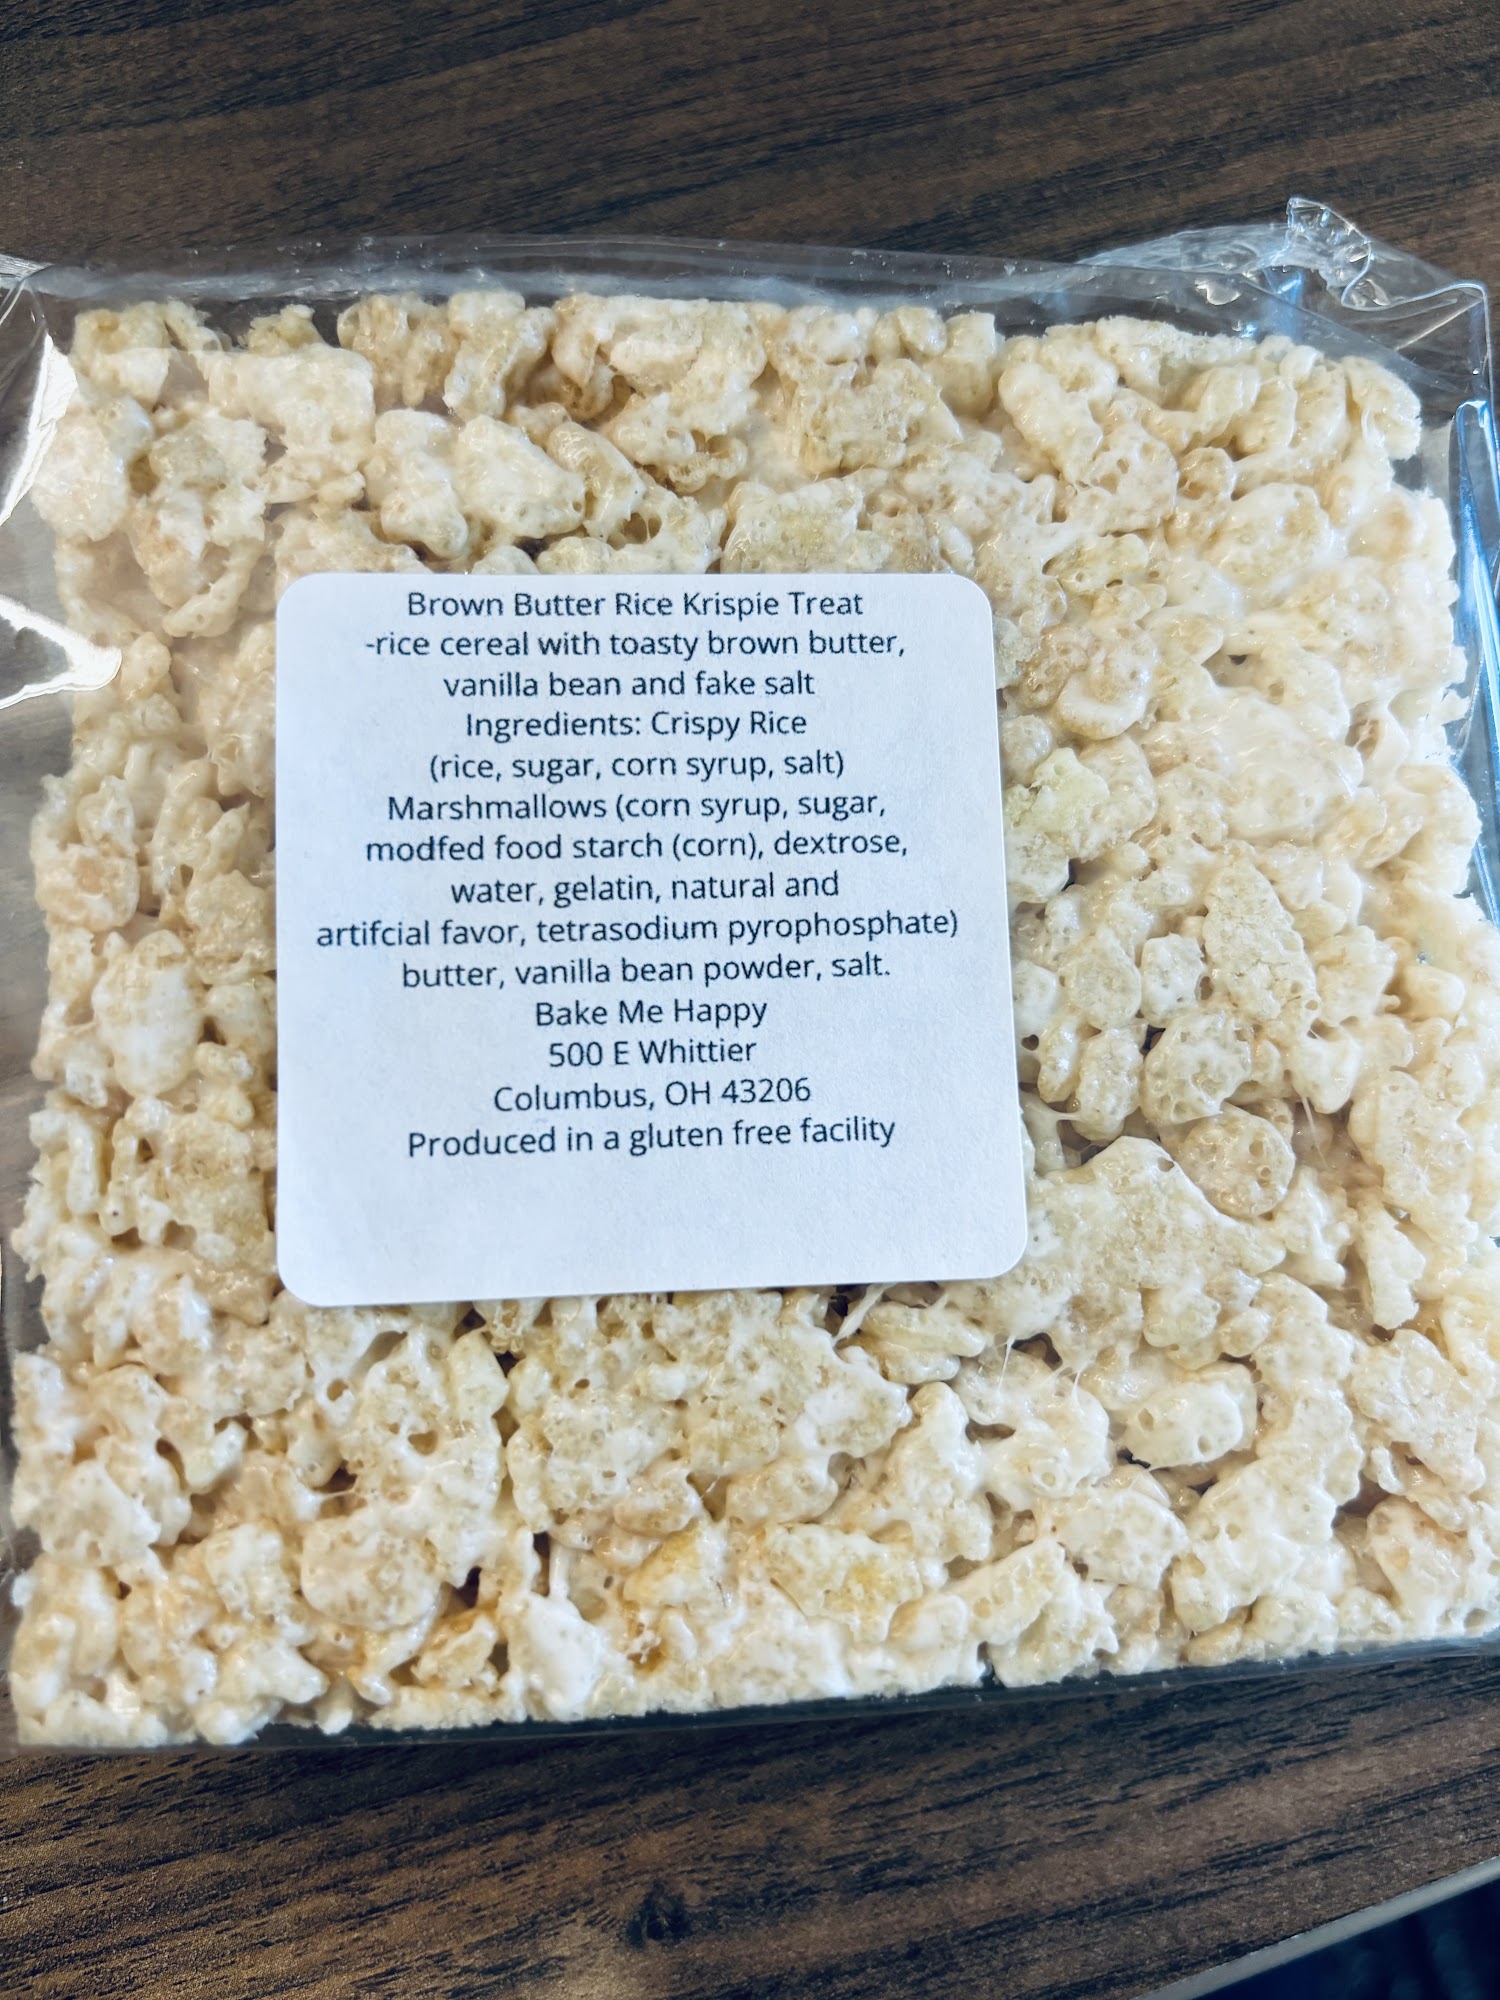 Brown Butter Rice Krispie Treat
-rice cereal with toasty brown butter,
vanilla bean and fake salt
Ingredients: Crispy Rice
(rice, sugar, corn syrup, salt)
Marshmallows (corn syrup, sugar,
modfed food starch (corn), dextrose,
water, gelatin, natural and
artifcial favor, tetrasodium pyrophosphate)
butter, vanilla bean powder, salt.
Bake Me Happy
500 E Whittier
Columbus, OH 43206
Produced in a gluten free facility